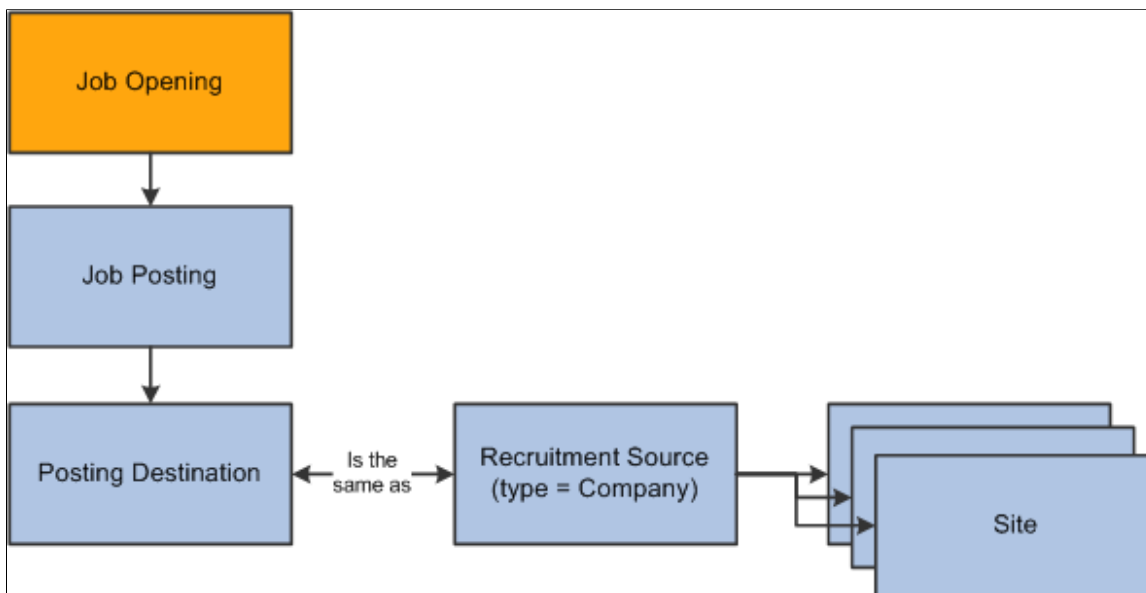 Job Opening
Job Posting
Posting Destination
Is the
same as
Recruitment Source
(type = Company)
Site